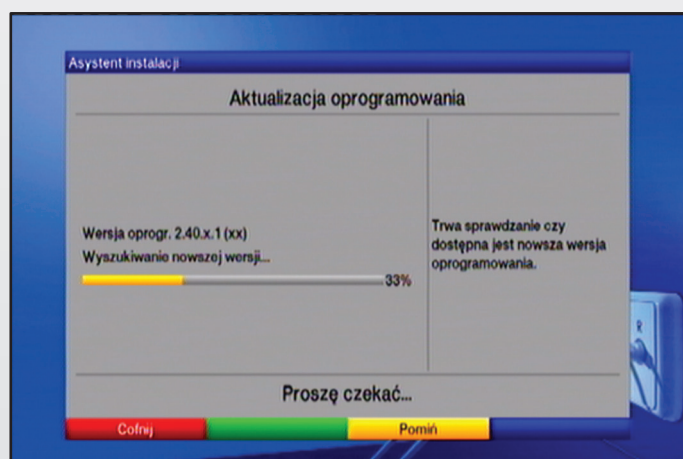 Asystent instalacji
Aktualizacja oprogramowania
Wersja oprogr. 2.40.x.1 (xx)
Wyszukiwanie nowszej wersji...
33%
Trwa sprawdzanie czy
dostępna jest nowsza wersja
oprogramowania.
R
Proszę czekać...
Cofnij
Pomiń